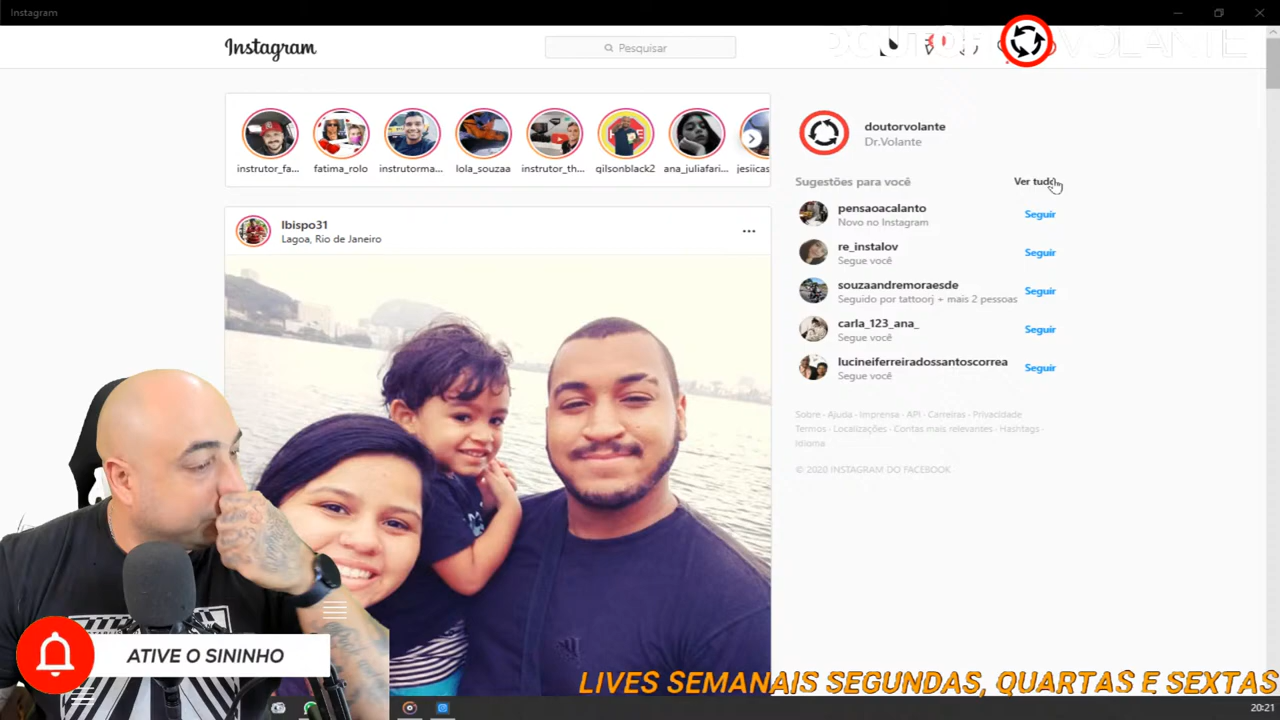 Instagram
Instagram
Pesquisar
VOLANTE
instrutor_fa...
fatima_rolo
instrutorma...
lola_souzaa
instrutor_th...
gilsonblack2
ana_juliafari...
jesiicas
doutorvolante
Dr.Volante
Sugestões para você
Ver tudo
pensaoacalanto
Novo no Instagram
Seguir
re_instalov
Segue você
Seguir
souzaandremoraesde
Seguido por tattoorj + mais 2 pessoas
Seguir
carla_123_ana_
Segue você
Seguir
lucineiferreiradossantoscorrea
Segue você
Seguir
Sobre · Ajuda · Imprensa · API · Carreiras · Privacidade
Termos · Localizações · Contas mais relevantes · Hashtags ·
Idioma
© 2020 INSTAGRAM DO FACEBOOK
lbispo31
Lagoa, Rio de Janeiro
ATIVE O SININHO
LIVES SEMANAIS SEGUNDAS, QUARTAS E SEXTAS
20:21